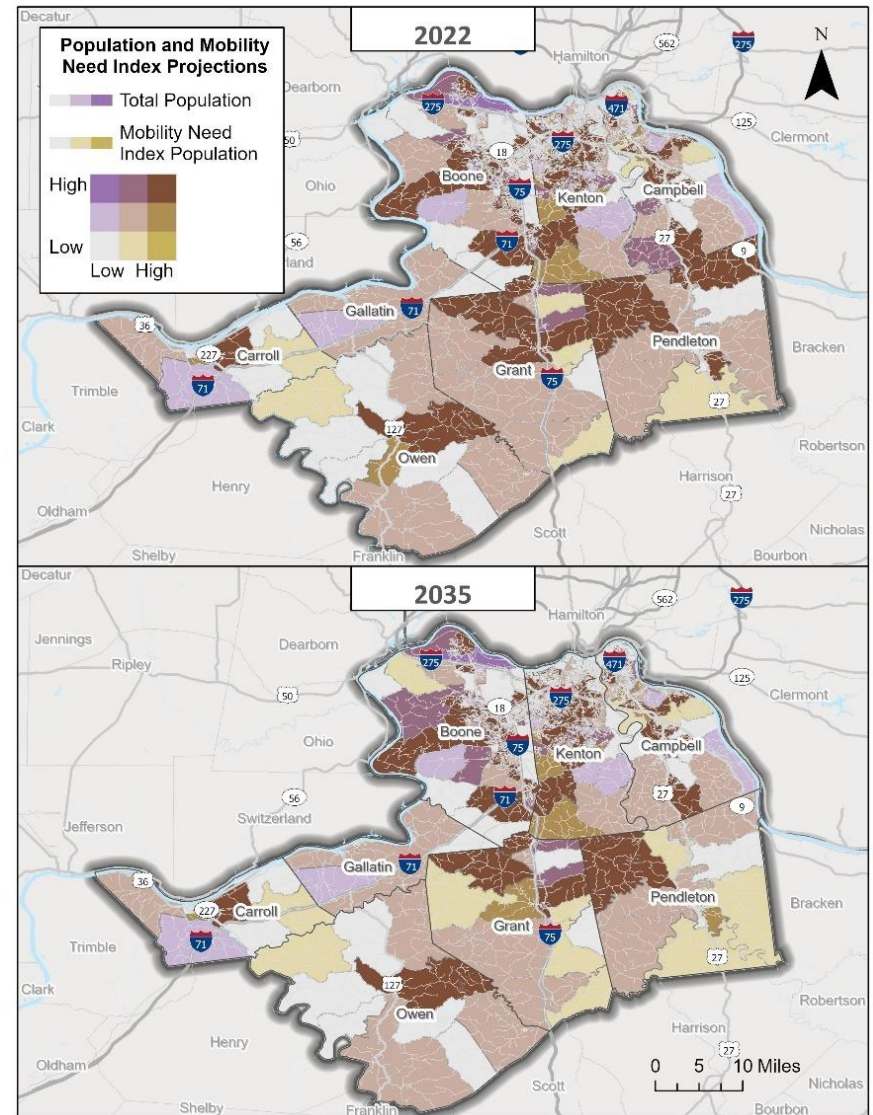 Decatur
2022
Hamilton
562
275
N
Population and Mobility
Need Index Projections
Total Population
Mobility Need
Index Population
High
Low
Low High
Dearborn
275
471
125
50
Clermont
18
275
Ohio
Boone
75
Kenton
Campbell
56
71
27
9
Gallatin
71
36
227
Carroll
Pendleton
Bracken
Trimble
71
Grant
75
27
Clark
127
Owen
Robertson
Henry
Harrison
Oldham
27
Scott
Nicholas
Shelby
Franklin
Bourbon
Decatur
2035
Hamilton
562
275
Jennings
Dearborn
275
471
Ripley
125
50
Clermont
18
275
Ohio
Boone
75
Kenton
Campbell
56
71
27
9
Switzerland
Jefferson
Gallatin
71
36
227
Carroll
Pendleton
Bracken
Trimble
71
Grant
75
27
Clark
127
Owen
Robertson
Henry
Harrison
Oldham
27
0 5 10 Miles
Scott
Nicholas
Shelby
Franklin
Bourbon